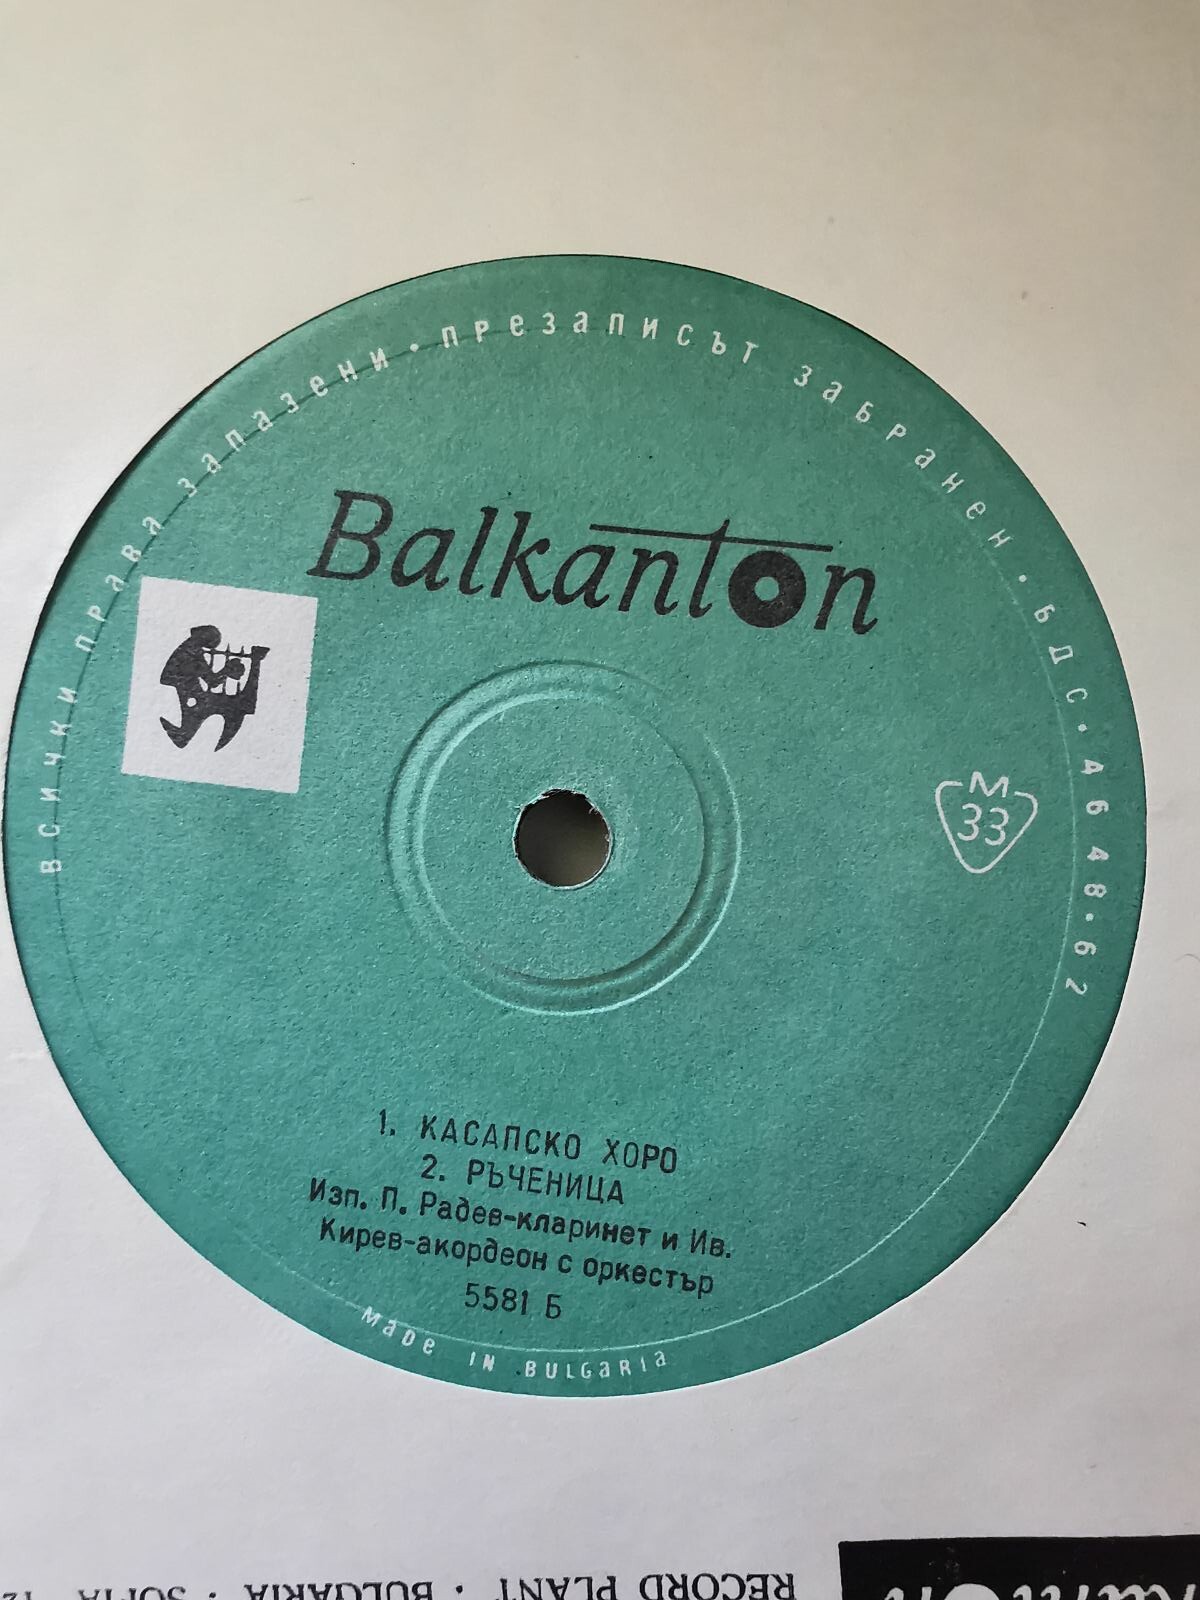 ВСИЧКИ ПРАВА ЗАПАЗЕНИ · ПРЕЗАПИСЪТ ЗАБРАНЕН · БДС · 4648 · 62
Balkanton
M
33
1. КАСАПСКО ХОРО
2. РЪЧЕНИЦА
Изп. П. Радев-кларинет и Ив.
Кирев-акордеон с оркестър
5581 Б
MADE IN BULGARIA
RECORD PLANT · BULGARIA · SOFIA